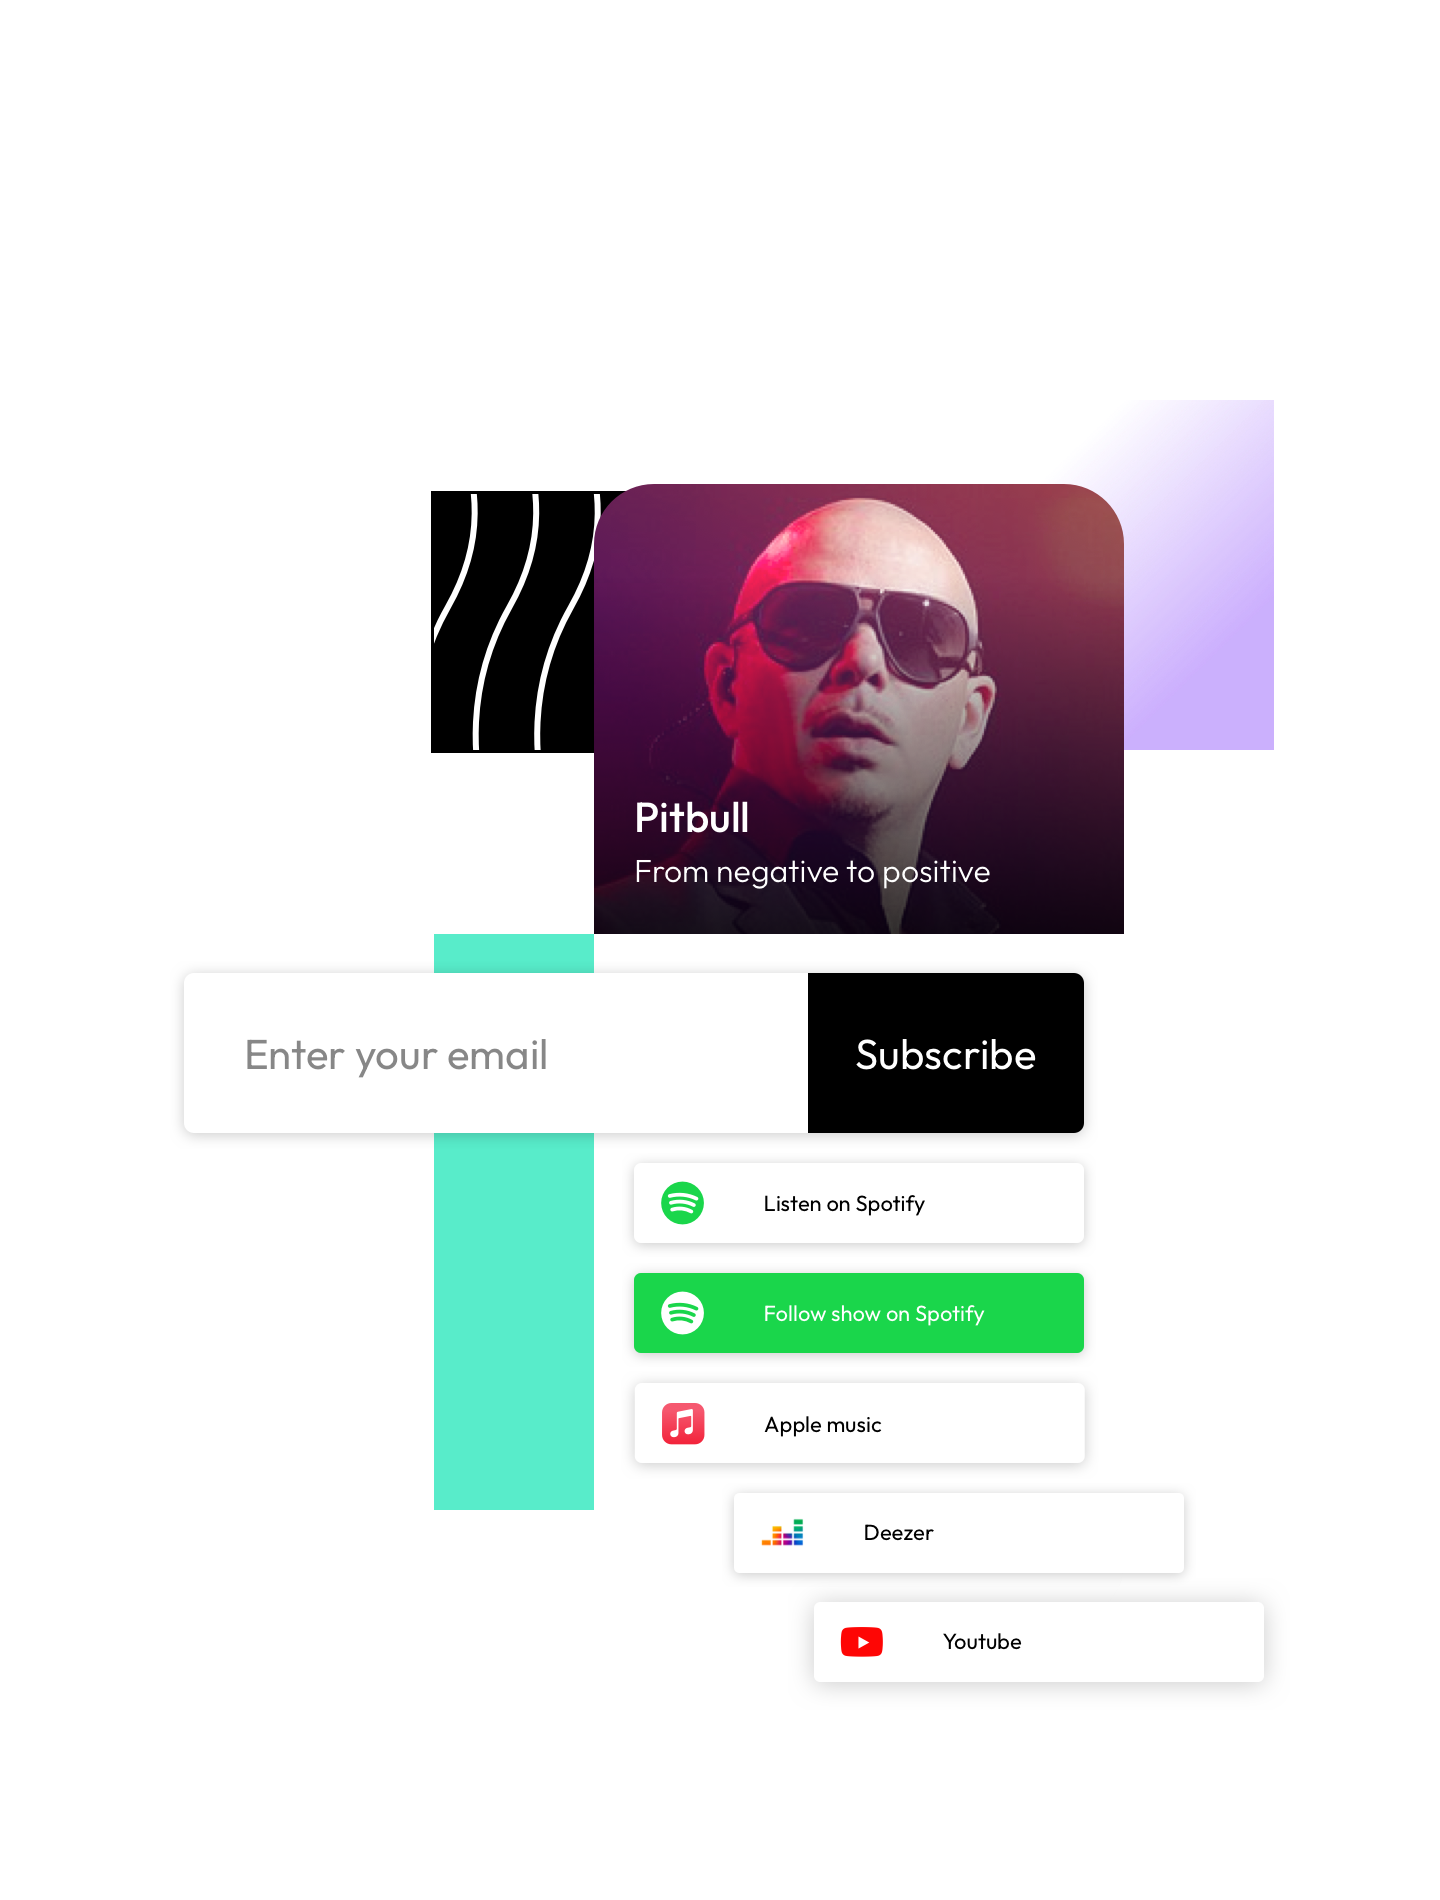 Pitbull
From negative to positive
Enter your email
Subscribe
Listen on Spotify
Follow show on Spotify
Apple music
Deezer
Youtube